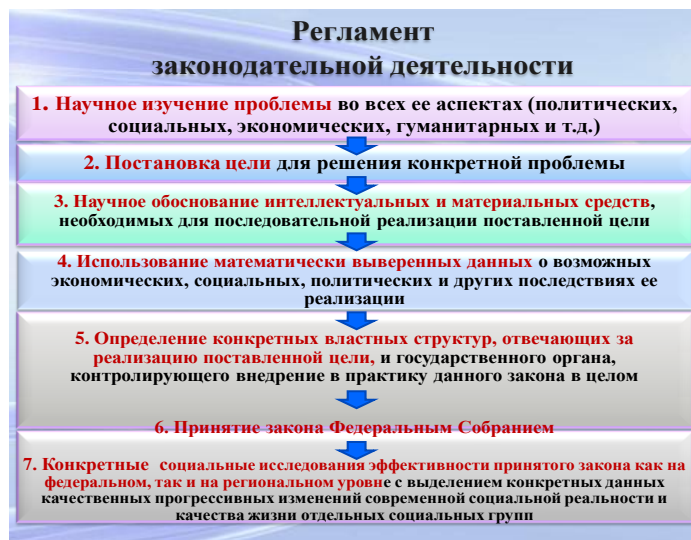 Регламент
законодательной деятельности
1. Научное изучение проблемы во всех ее аспектах (политических,
социальных, экономических, гуманитарных и т.д.)
2. Постановка цели для решения конкретной проблемы
3. Научное обоснование интеллектуальных и материальных средств,
необходимых для последовательной реализации поставленной цели
4. Использование математически выверенных данных о возможных
экономических, социальных, политических и других последствиях ее
реализации
5. Определение конкретных властных структур, отвечающих за
реализацию поставленной цели, и государственного органа,
контролирующего внедрение в практику данного закона в целом
6. Принятие закона Федеральным Собранием
7. Конкретные социальные исследования эффективности принятого закона как на
федеральном, так и на региональном уровне с выделением конкретных данных
качественных прогрессивных изменений современной социальной реальности и
качества жизни отдельных социальных групп